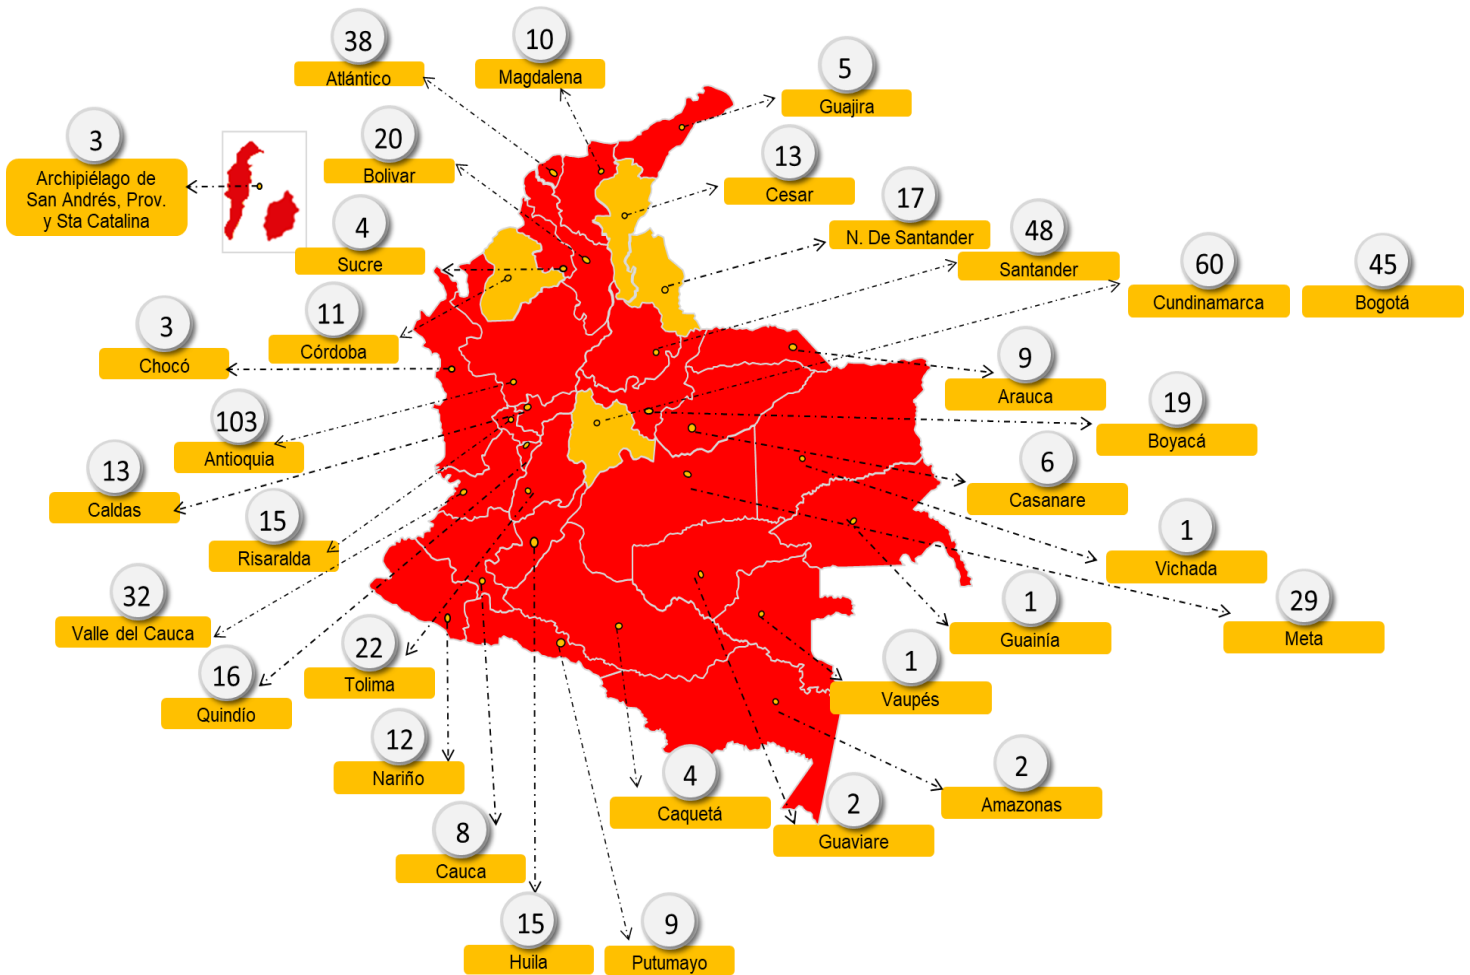 38
Atlántico
10
Magdalena
5
Guajira
3
Archipiélago de
San Andrés, Prov.
y Sta Catalina
20
Bolivar
13
Cesar
17
N. De Santander
4
Sucre
48
Santander
60
Cundinamarca
45
Bogotá
11
Córdoba
3
Chocó
9
Arauca
103
Antioquia
19
Boyacá
13
Caldas
6
Casanare
15
Risaralda
1
Vichada
32
Valle del Cauca
1
Guainía
29
Meta
22
Tolima
16
Quindío
1
Vaupés
12
Nariño
4
Caquetá
2
Amazonas
2
Guaviare
8
Cauca
15
Huila
9
Putumayo